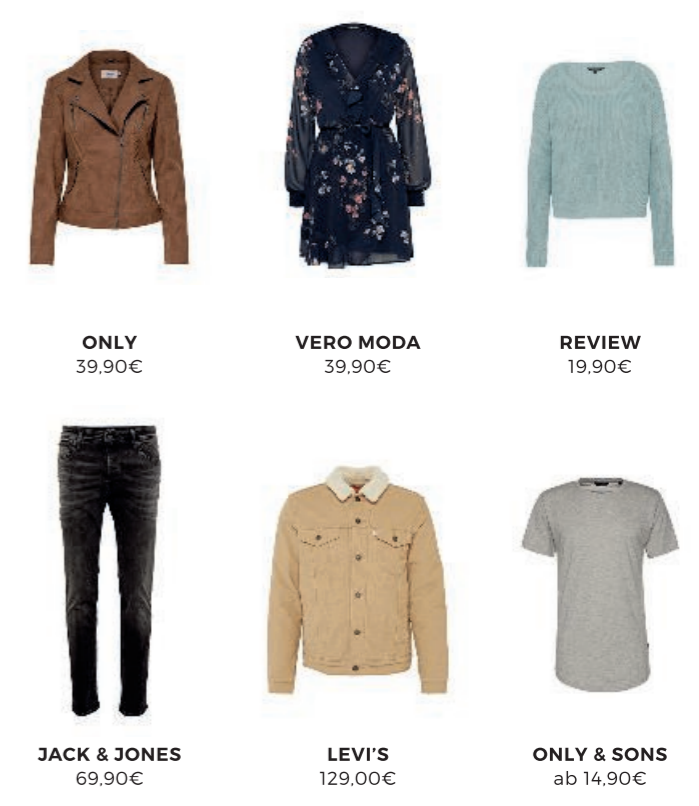 ONLY
39,90€
VERO MODA
39,90€
REVIEW
19,90€
JACK & JONES
69,90€
LEVI'S
129,00€
ONLY & SONS
ab 14,90€